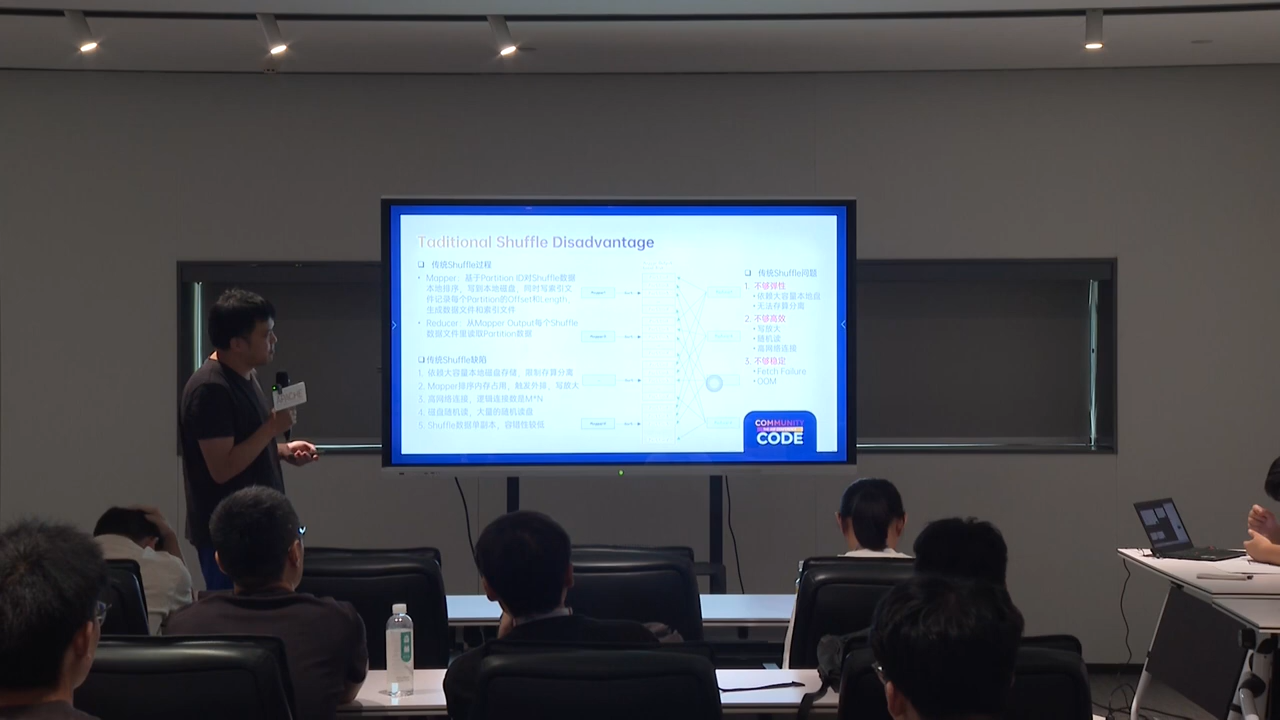 Taditional Shuffle Disadvantage
❑ 传统Shuffle过程
• Mapper: 基于Partition ID对Shuffle数据
本地排序, 写到本地磁盘, 同时写索引文
件记录每个Partition的Offset和Length,
生成数据文件和索引文件
• Reducer: 从Mapper Output每个Shuffle
数据文件里读取Partition数据
❑传统Shuffle缺陷
1. 依赖大容量本地磁盘存储, 限制存算分离
2. Mapper排序内存占用, 触发外排, 写放大
3. 高网络连接, 逻辑连接数是M*N
4. 磁盘随机读, 大量的随机读盘
5. Shuffle数据单副本, 容错性较低
❑ 传统Shuffle问题
1. 不够弹性
• 依赖大容量本地盘
• 无法存算分离
2. 不够高效
• 写放大
• 随机读
• 高网络连接
3. 不够稳定
• Fetch Failure
• OOM
COMMUNITY
CODE
APACHE